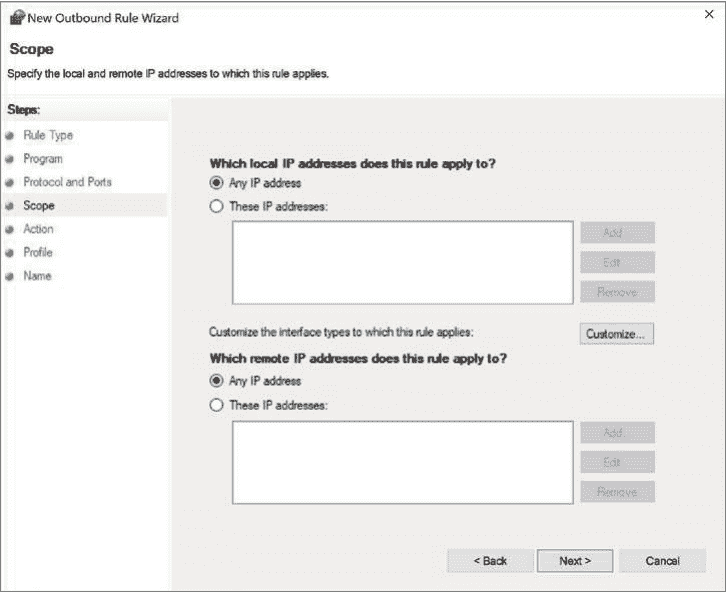 New Outbound Rule Wizard
Scope
Specify the local and remote IP addresses to which this rule applies.
Steps:
Rule Type
Program
Protocol and Ports
Scope
Action
Profile
Name
Which local IP addresses does this rule apply to?
Any IP address
These IP addresses:
Add...
Edit...
Remove
Customize the interface types to which this rule applies:
Customize...
Which remote IP addresses does this rule apply to?
Any IP address
These IP addresses:
Add...
Edit...
Remove
< Back
Next >
Cancel